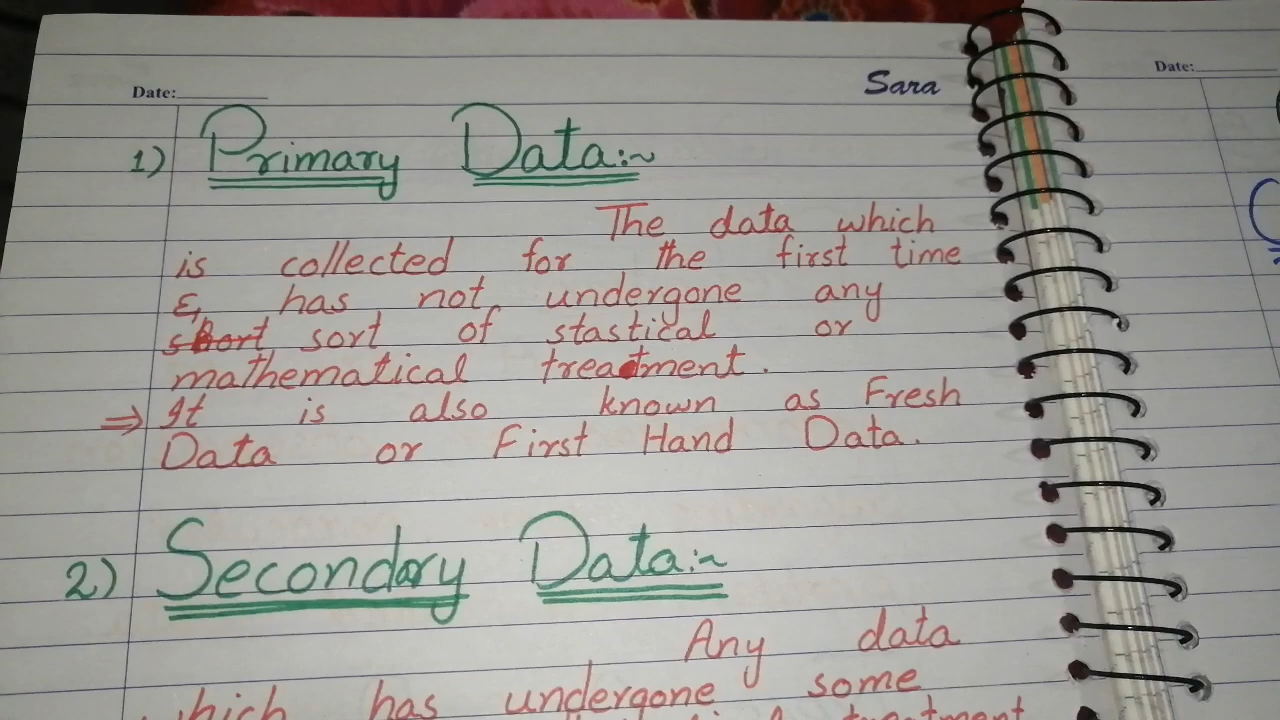 Date:
Sara
Date:
1) Primary Data:~
The data which
is collected for the first time
& has not undergone any
short sort of stastical or
mathematical treatment.
⇒ It is also known as Fresh
Data or First Hand Data.
2) Secondary Data:~
Any data
which has undergone some
treatment